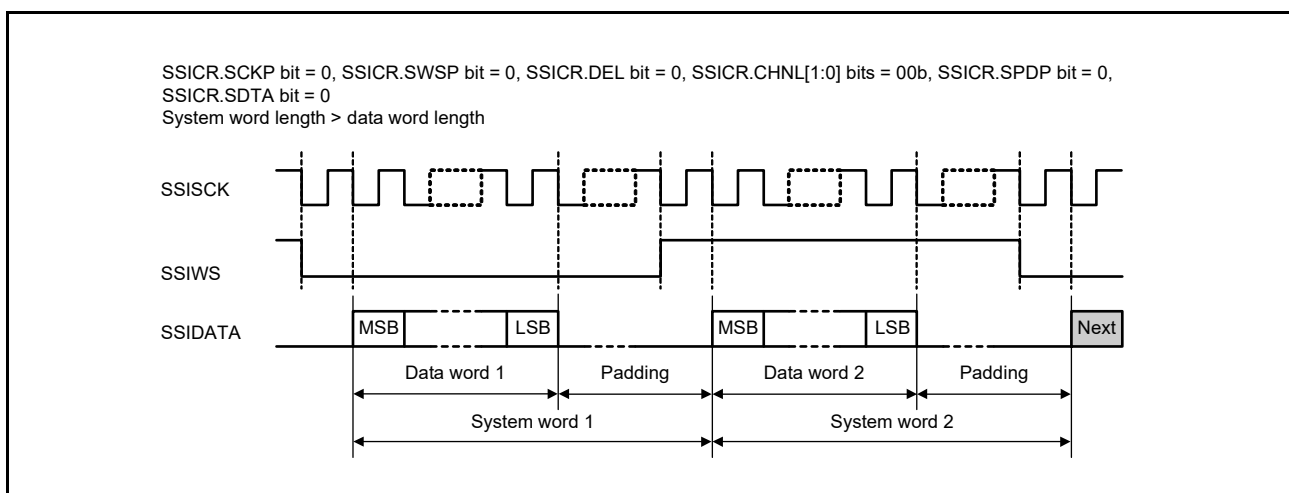 SSICR.SCKP bit = 0, SSICR.SWSP bit = 0, SSICR.DEL bit = 0, SSICR.CHNL[1:0] bits = 00b, SSICR.SPDP bit = 0,
SSICR.SDTA bit = 0
System word length > data word length
SSISCK
SSIWS
SSIDATA
MSB
LSB
MSB
LSB
Next
Data word 1
Padding
Data word 2
Padding
System word 1
System word 2